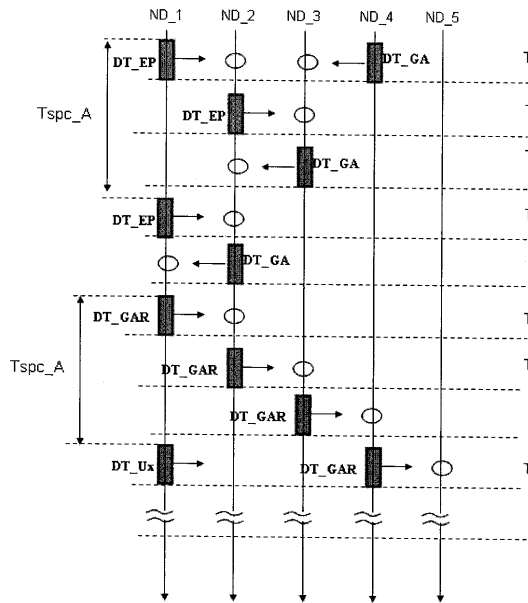 ND_1 ND_2 ND_3 ND_4 ND_5
DT_EP DT_GA T
Tspc_A
DT_EP
DT_GA T
DT_EP T
DT_GA
DT_GAR T
Tspc_A
DT_GAR T
DT_GAR
DT_Ux DT_GAR T